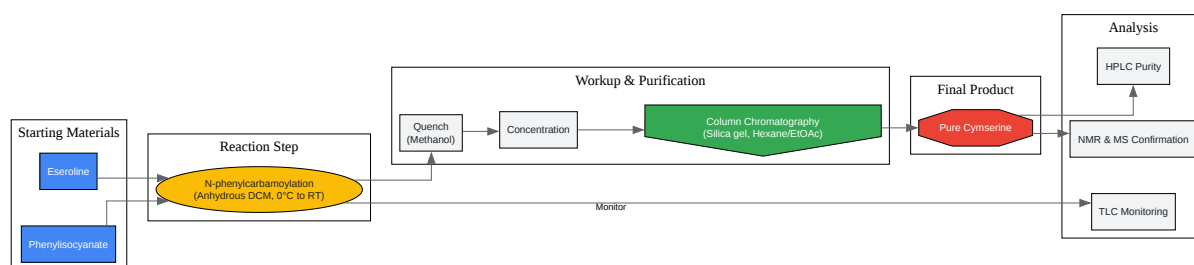 Starting Materials
Eseroline
Phenylisocyanate
Reaction Step
N-phenylcarbamoylation
(Anhydrous DCM, 0°C to RT)
Workup & Purification
Quench
(Methanol)
Concentration
Column Chromatography
(Silica gel, Hexane/EtOAc)
Monitor
Final Product
Pure Cymserine
Analysis
HPLC Purity
NMR & MS Confirmation
TLC Monitoring